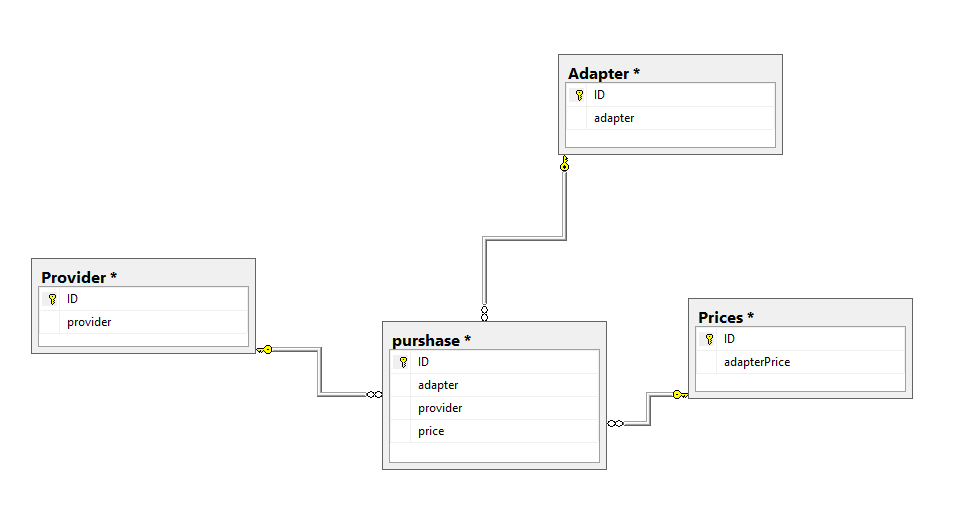 Adapter *
ID
adapter
Provider *
ID
provider
purshase *
ID
adapter
provider
price
Prices *
ID
adapterPrice